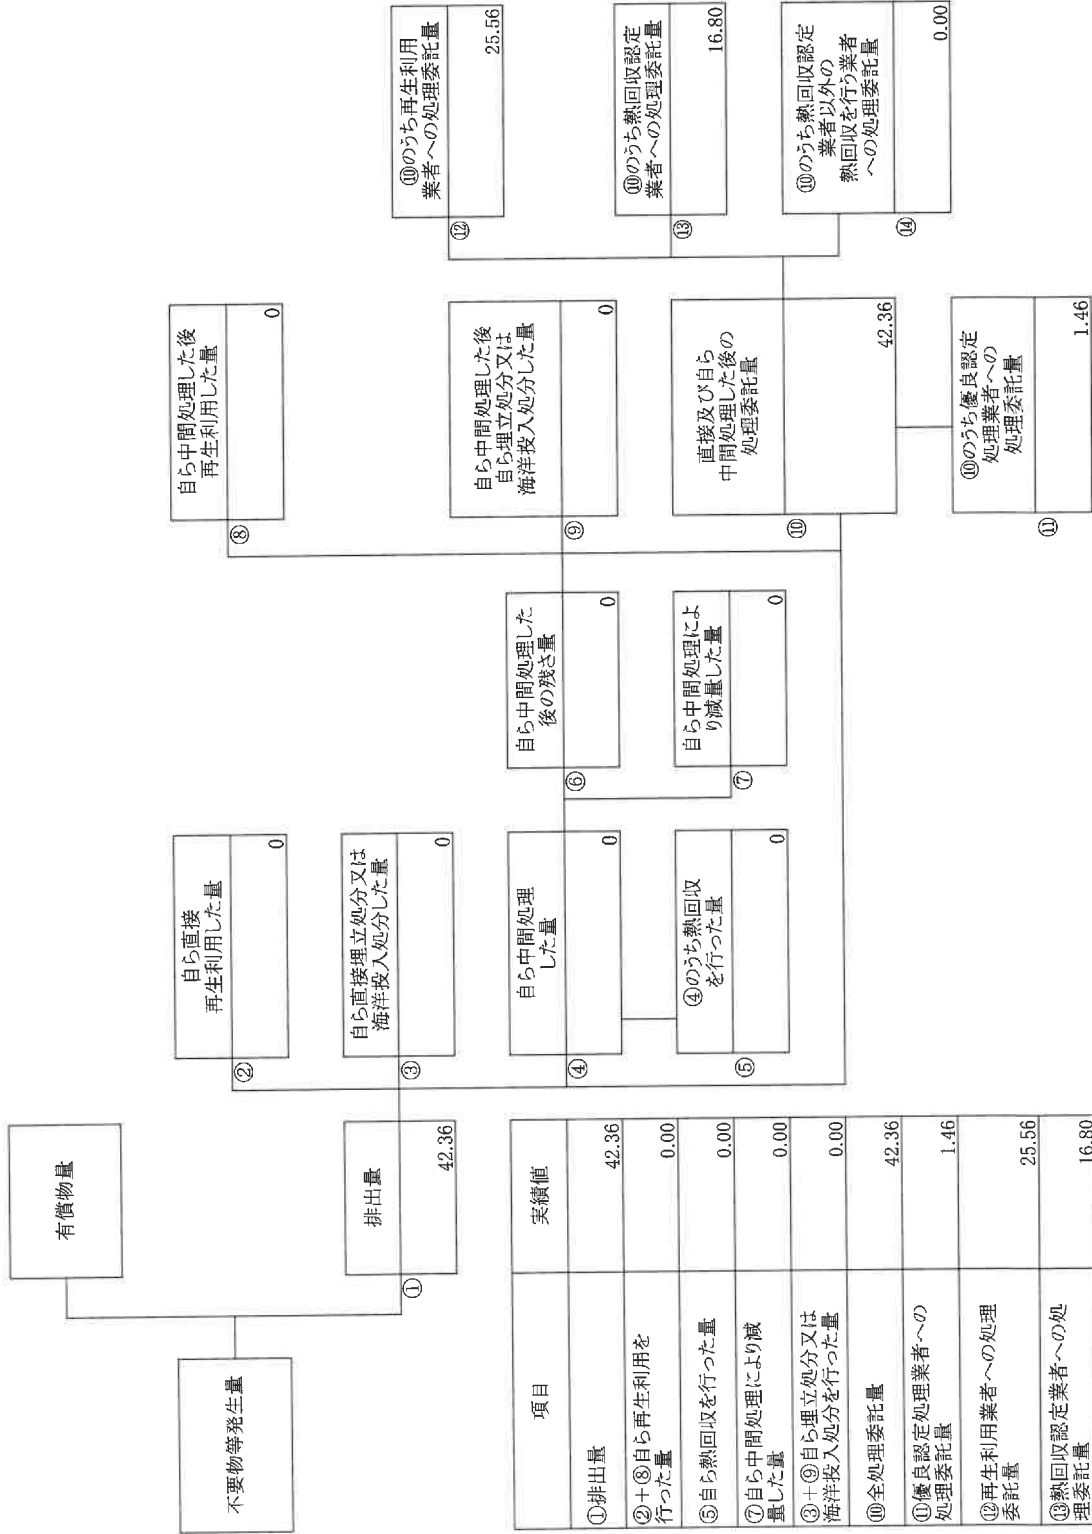 不要物等発生量
有償物量
排出量
①
42.36
自ら直接
再生利用した量
②
0
自ら直接埋立処分又は
海洋投入処分した量
③
0
自ら中間処理
した量
④
0
④のうち熱回収
を行った量
⑤
0
自ら中間処理した
後の残さ量
⑥
0
自ら中間処理によ
り減量した量
⑦
0
自ら中間処理した後
再生利用した量
⑧
0
自ら中間処理した後
自ら埋立処分又は
海洋投入処分した量
⑨
0
直接及び自ら
中間処理した後の
処理委託量
⑩
42.36
⑩のうち優良認定
処理業者への
処理委託量
⑪
1.46
⑩のうち再生利用
業者への処理委託量
⑫
25.56
⑩のうち熱回収認定
業者への処理委託量
⑬
16.80
⑩のうち熱回収認定
業者以外の
熱回収を行う業者
への処理委託量
⑭
0.00
項目
実績値
①排出量
42.36
②+⑧自ら再生利用を
行った量
0.00
⑤自ら熱回収を行った量
0.00
⑦自ら中間処理により減
量した量
0.00
③+⑨自ら埋立処分又は
海洋投入処分を行った量
0.00
⑩全処理委託量
42.36
⑪優良認定処理業者への
処理委託量
1.46
⑫再生利用業者への処理
委託量
25.56
⑬熱回収認定業者への処
理委託量
16.80